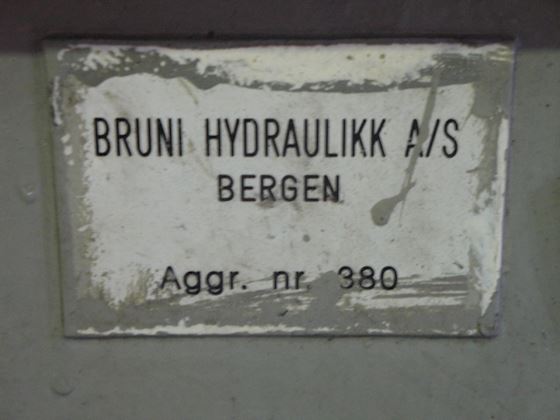 BRUNI HYDRAULIKK A/S
BERGEN
Aggr. nr. 380